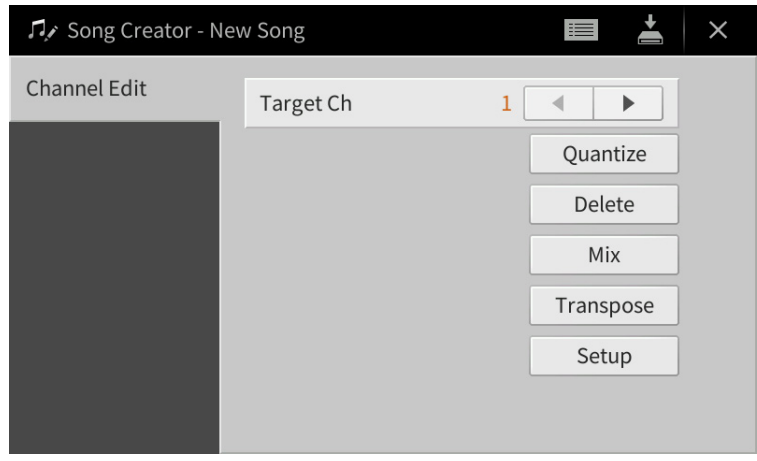 Song Creator - New Song
Channel Edit
Target Ch 1
Quantize
Delete
Mix
Transpose
Setup